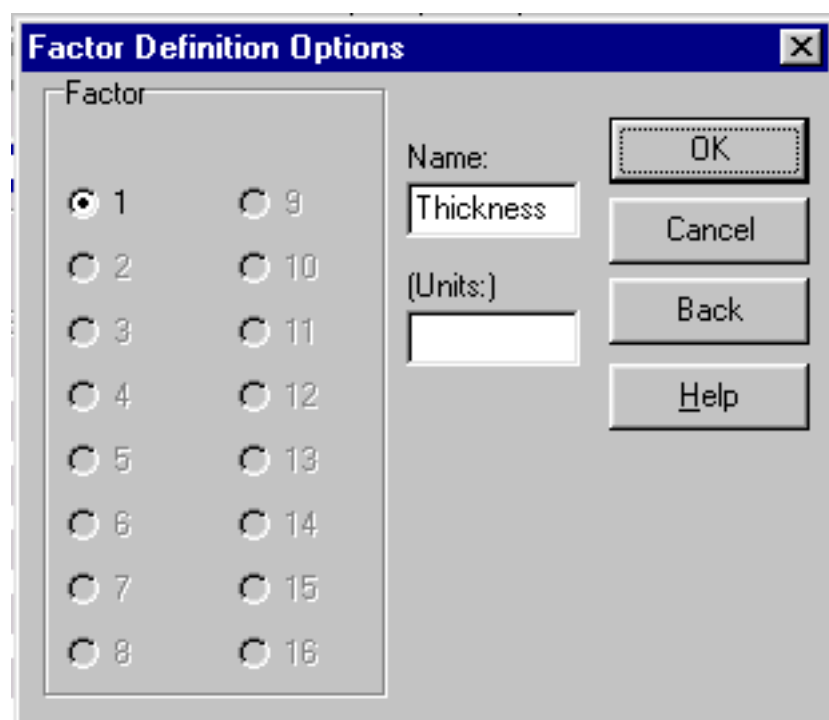 Factor Definition Options
Factor
1
2
3
4
5
6
7
8
9
10
11
12
13
14
15
16
Name:
Thickness
(Units:)
OK
Cancel
Back
Help